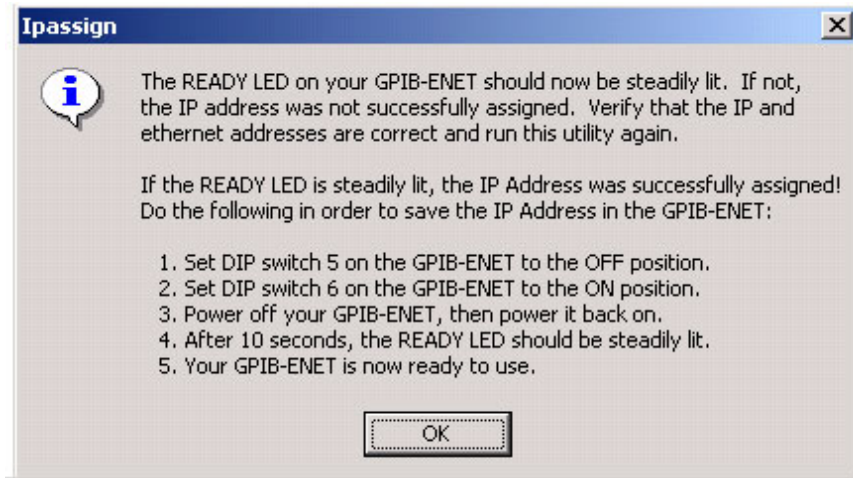 Ipassign
The READY LED on your GPIB-ENET should now be steadily lit. If not,
the IP address was not successfully assigned. Verify that the IP and
ethernet addresses are correct and run this utility again.
If the READY LED is steadily lit, the IP Address was successfully assigned!
Do the following in order to save the IP Address in the GPIB-ENET:
1. Set DIP switch 5 on the GPIB-ENET to the OFF position.
2. Set DIP switch 6 on the GPIB-ENET to the ON position.
3. Power off your GPIB-ENET, then power it back on.
4. After 10 seconds, the READY LED should be steadily lit.
5. Your GPIB-ENET is now ready to use.
OK